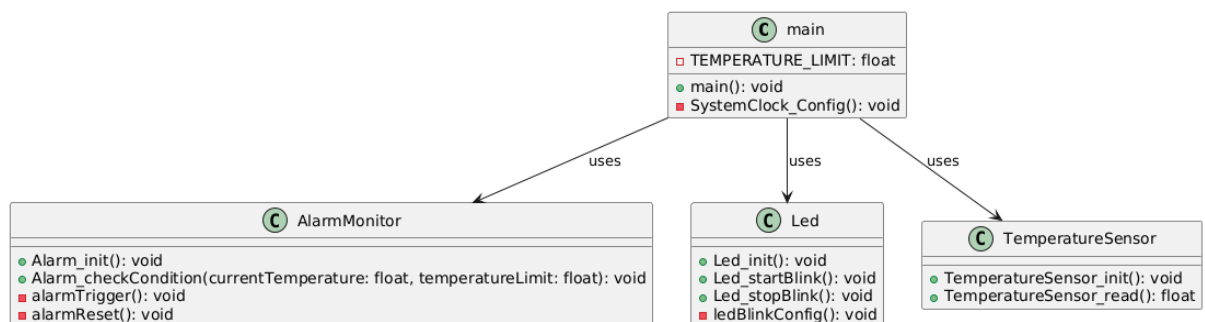 C main
TEMPERATURE_LIMIT: float
main(): void
SystemClock_Config(): void
uses
uses
uses
C AlarmMonitor
Alarm_init(): void
Alarm_checkCondition(currentTemperature: float, temperatureLimit: float): void
alarmTrigger(): void
alarmReset(): void
C Led
Led_init(): void
Led_startBlink(): void
Led_stopBlink(): void
ledBlinkConfig(): void
C TemperatureSensor
TemperatureSensor_init(): void
TemperatureSensor_read(): float